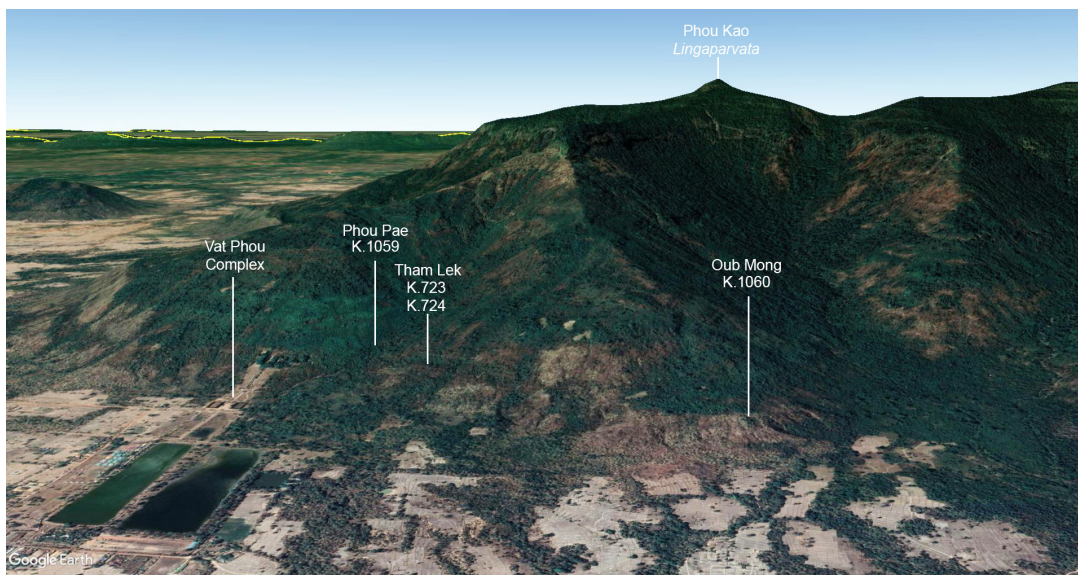 Phou Kao
Lingaparvata
Vat Phou
Complex
Phou Pae
K.1059
Tham Lek
K.723
K.724
Oub Mong
K.1060
Google Earth